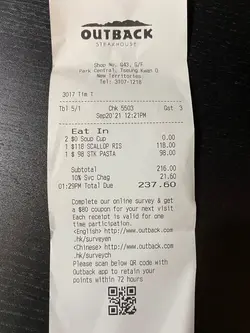 OUTBACK
STEAKHOUSE
Shop No. G43, G/F
Park Central, Tseung Kwan O
New Territories
Tel: 3907-1218
3017 Tim T
Tbl 5/1 Chk 5503 Gst 3
Sep20'21 12:21PM
Eat In
2 $0 Soup Cup 0.00
1 $118 SCALLOP RIS 118.00
1 $ 98 STK PASTA 98.00
Subtotal 216.00
10% Svc Chag 21.60
01:29PM Total Due 237.60
Complete our online survey & get
a $80 coupon for your next visit
Each receipt is valid for one
time participation.
<English> http://www.outback.com
.hk/surveyen
<Chinese> http://www.outback.com
.hk/surveych
Please scan below QR code with
Outback app to retain your
points within 72 hours